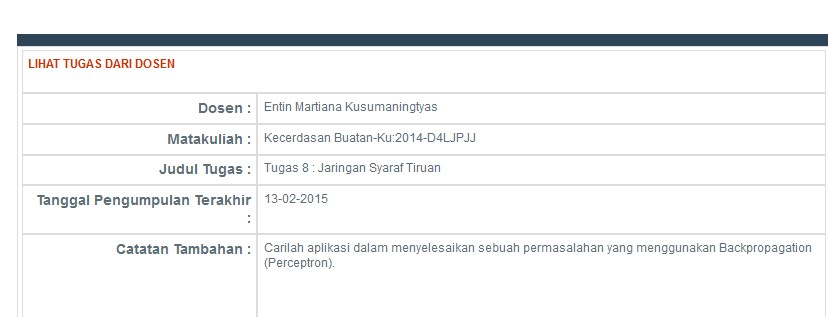 LIHAT TUGAS DARI DOSEN
Dosen : Entin Martiana Kusumaningtyas
Matakuliah : Kecerdasan Buatan-Ku:2014-D4LJPJJ
Judul Tugas : Tugas 8 : Jaringan Syaraf Tiruan
Tanggal Pengumpulan Terakhir 13-02-2015
:
Catatan Tambahan : Carilah aplikasi dalam menyelesaikan sebuah permasalahan yang menggunakan Backpropagation
(Perceptron).